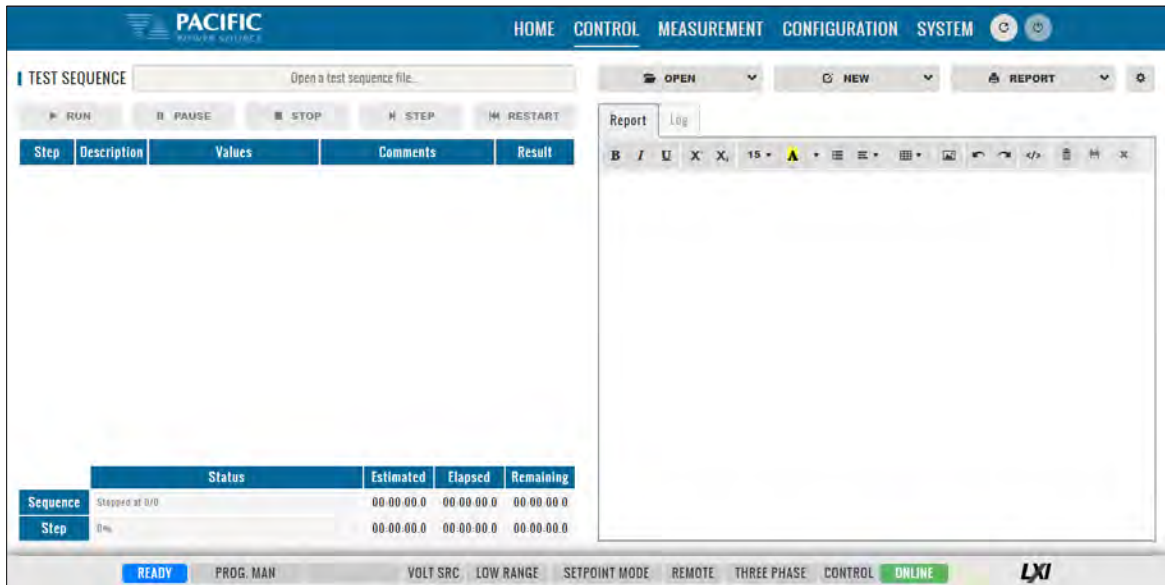 PACIFIC
POWER SOURCE
HOME CONTROL MEASUREMENT CONFIGURATION SYSTEM
TEST SEQUENCE Open a test sequence file...
OPEN NEW REPORT
RUN PAUSE STOP STEP RESTART
Report Log
Step Description Values Comments Result
B I U X X 15 A
Status Estimated Elapsed Remaining
Sequence Stopped at 0/0 00:00:00.0 00:00:00.0 00:00:00.0
Step 0% 00:00:00.0 00:00:00.0 00:00:00.0
READY PROG. MAN VOLT SRC LOW RANGE SETPOINT MODE REMOTE THREE PHASE CONTROL ONLINE LXI